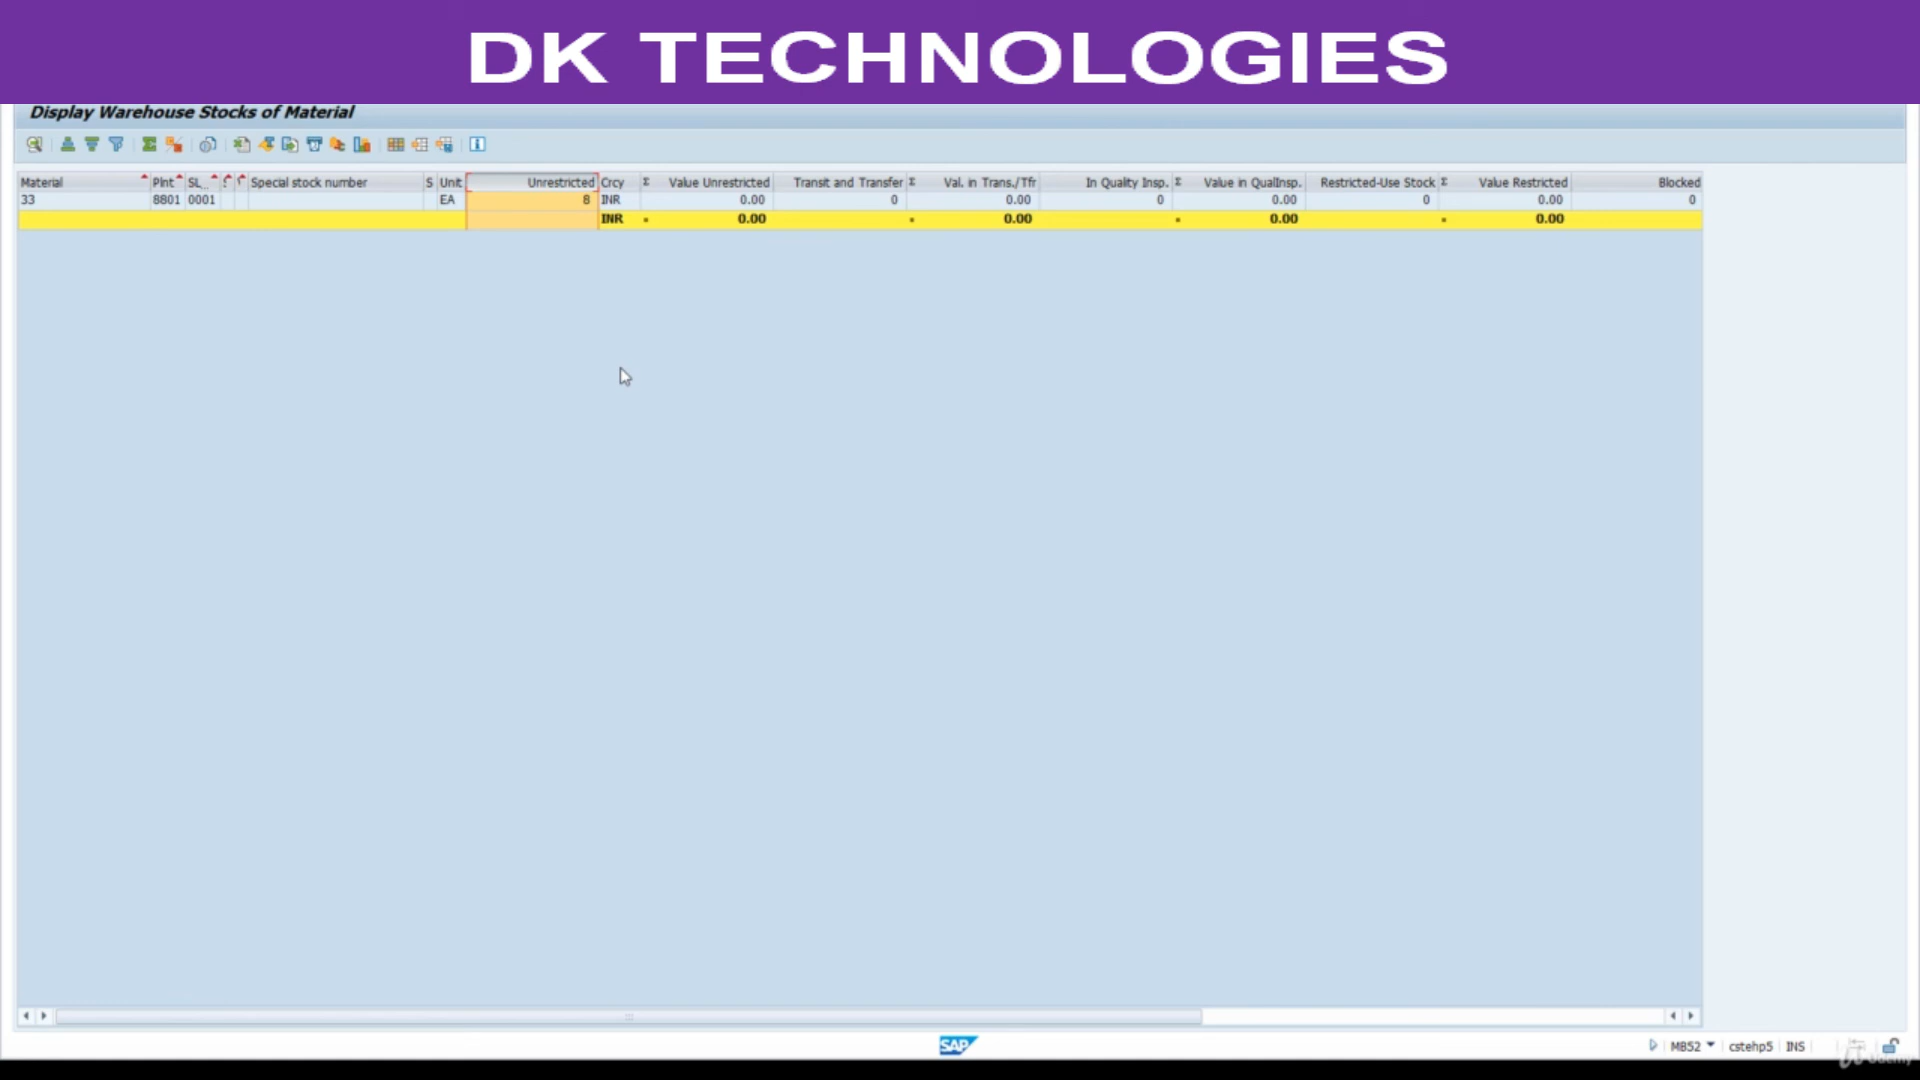 DK TECHNOLOGIES
Display Warehouse Stocks of Material
Material Plnt SL... Special stock number S Unit Unrestricted Crcy Σ Value Unrestricted Transit and Transfer Σ Val. in Trans./Tfr In Quality Insp. Σ Value in QualInsp. Restricted-Use Stock Σ Value Restricted Blocked
33 8801 0001 EA 8 INR 0.00 0 0.00 0 0.00 0 0.00 0
INR 0.00 0.00 0.00 0.00
SAP
MB52 cstehp5 INS
Udemy